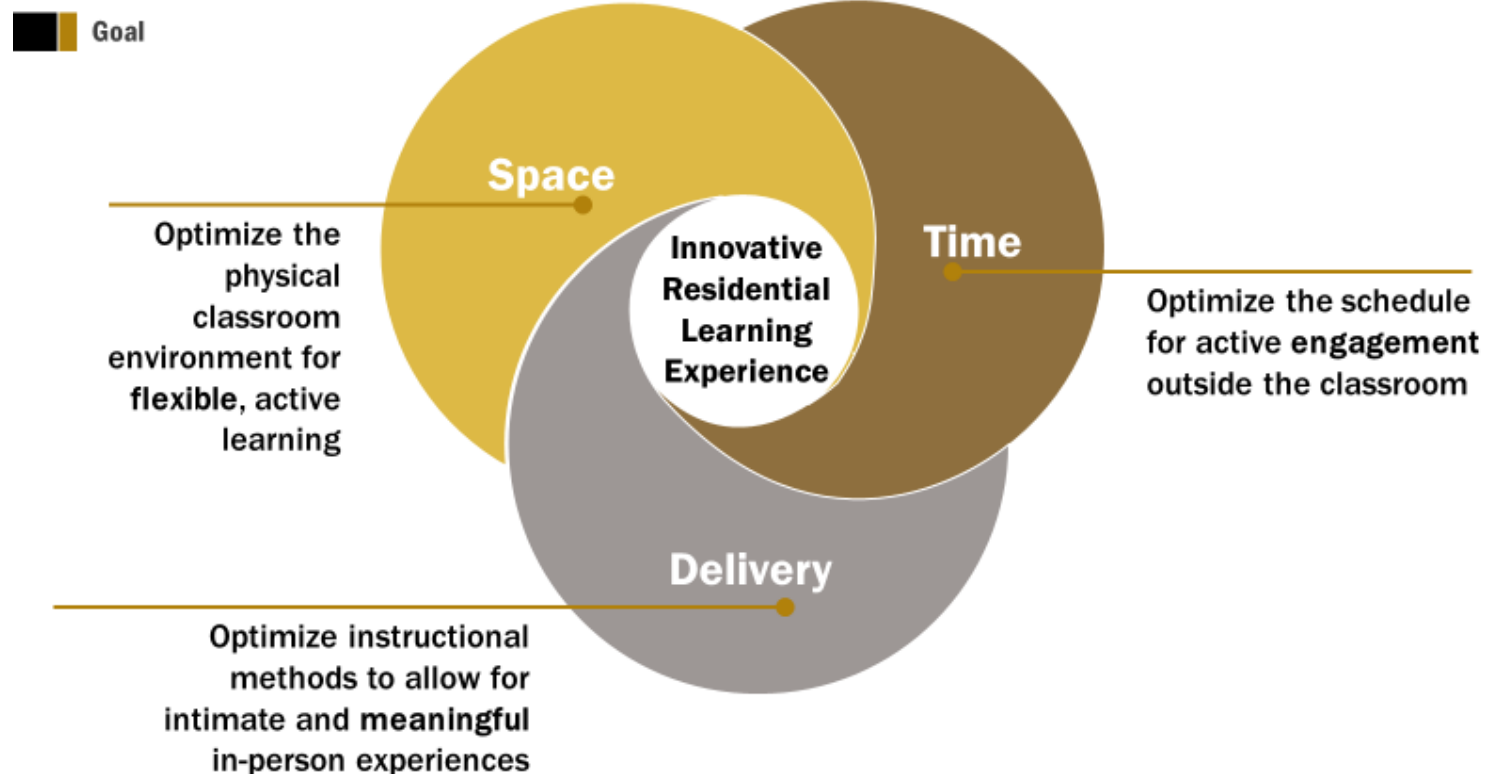 Goal
Space
Optimize the
physical
classroom
environment for
flexible, active
learning
Innovative
Residential
Learning
Experience
Time
Optimize the schedule
for active engagement
outside the classroom
Delivery
Optimize instructional
methods to allow for
intimate and meaningful
in-person experiences